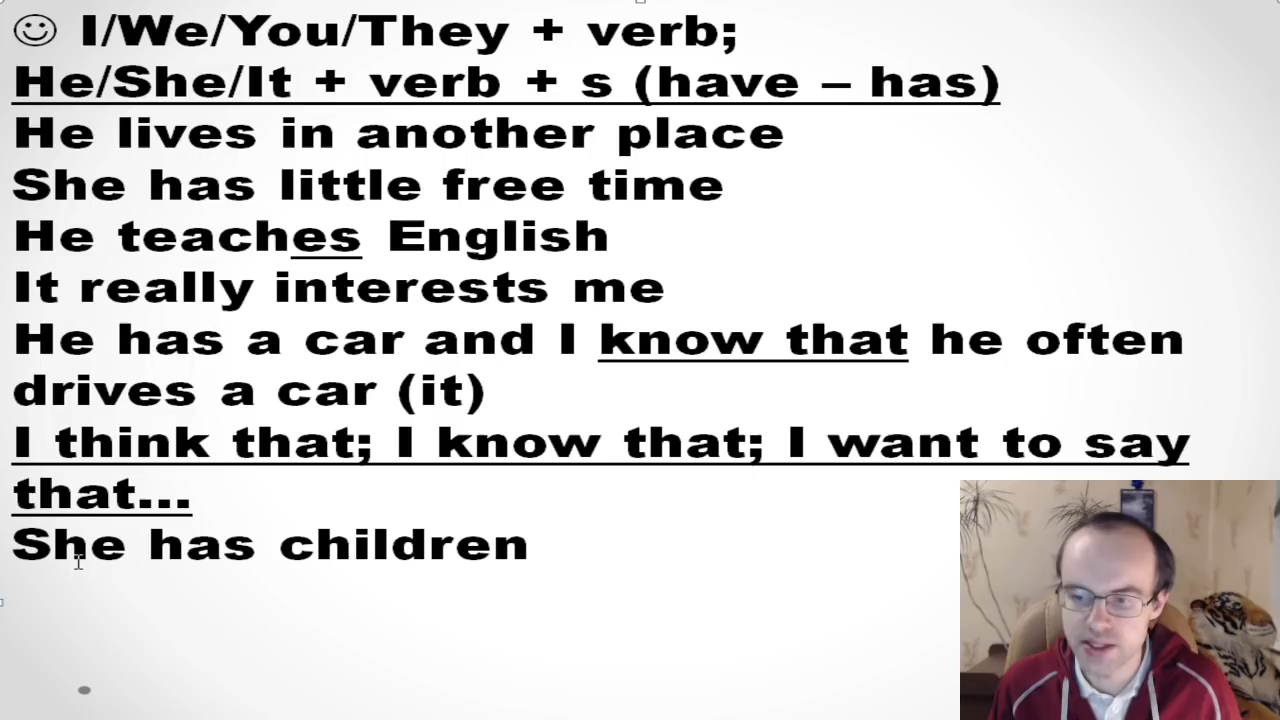 ☺ I/We/You/They + verb;
He/She/It + verb + s (have – has)
He lives in another place
She has little free time
He teaches English
It really interests me
He has a car and I know that he often
drives a car (it)
I think that; I know that; I want to say
that...
She has children